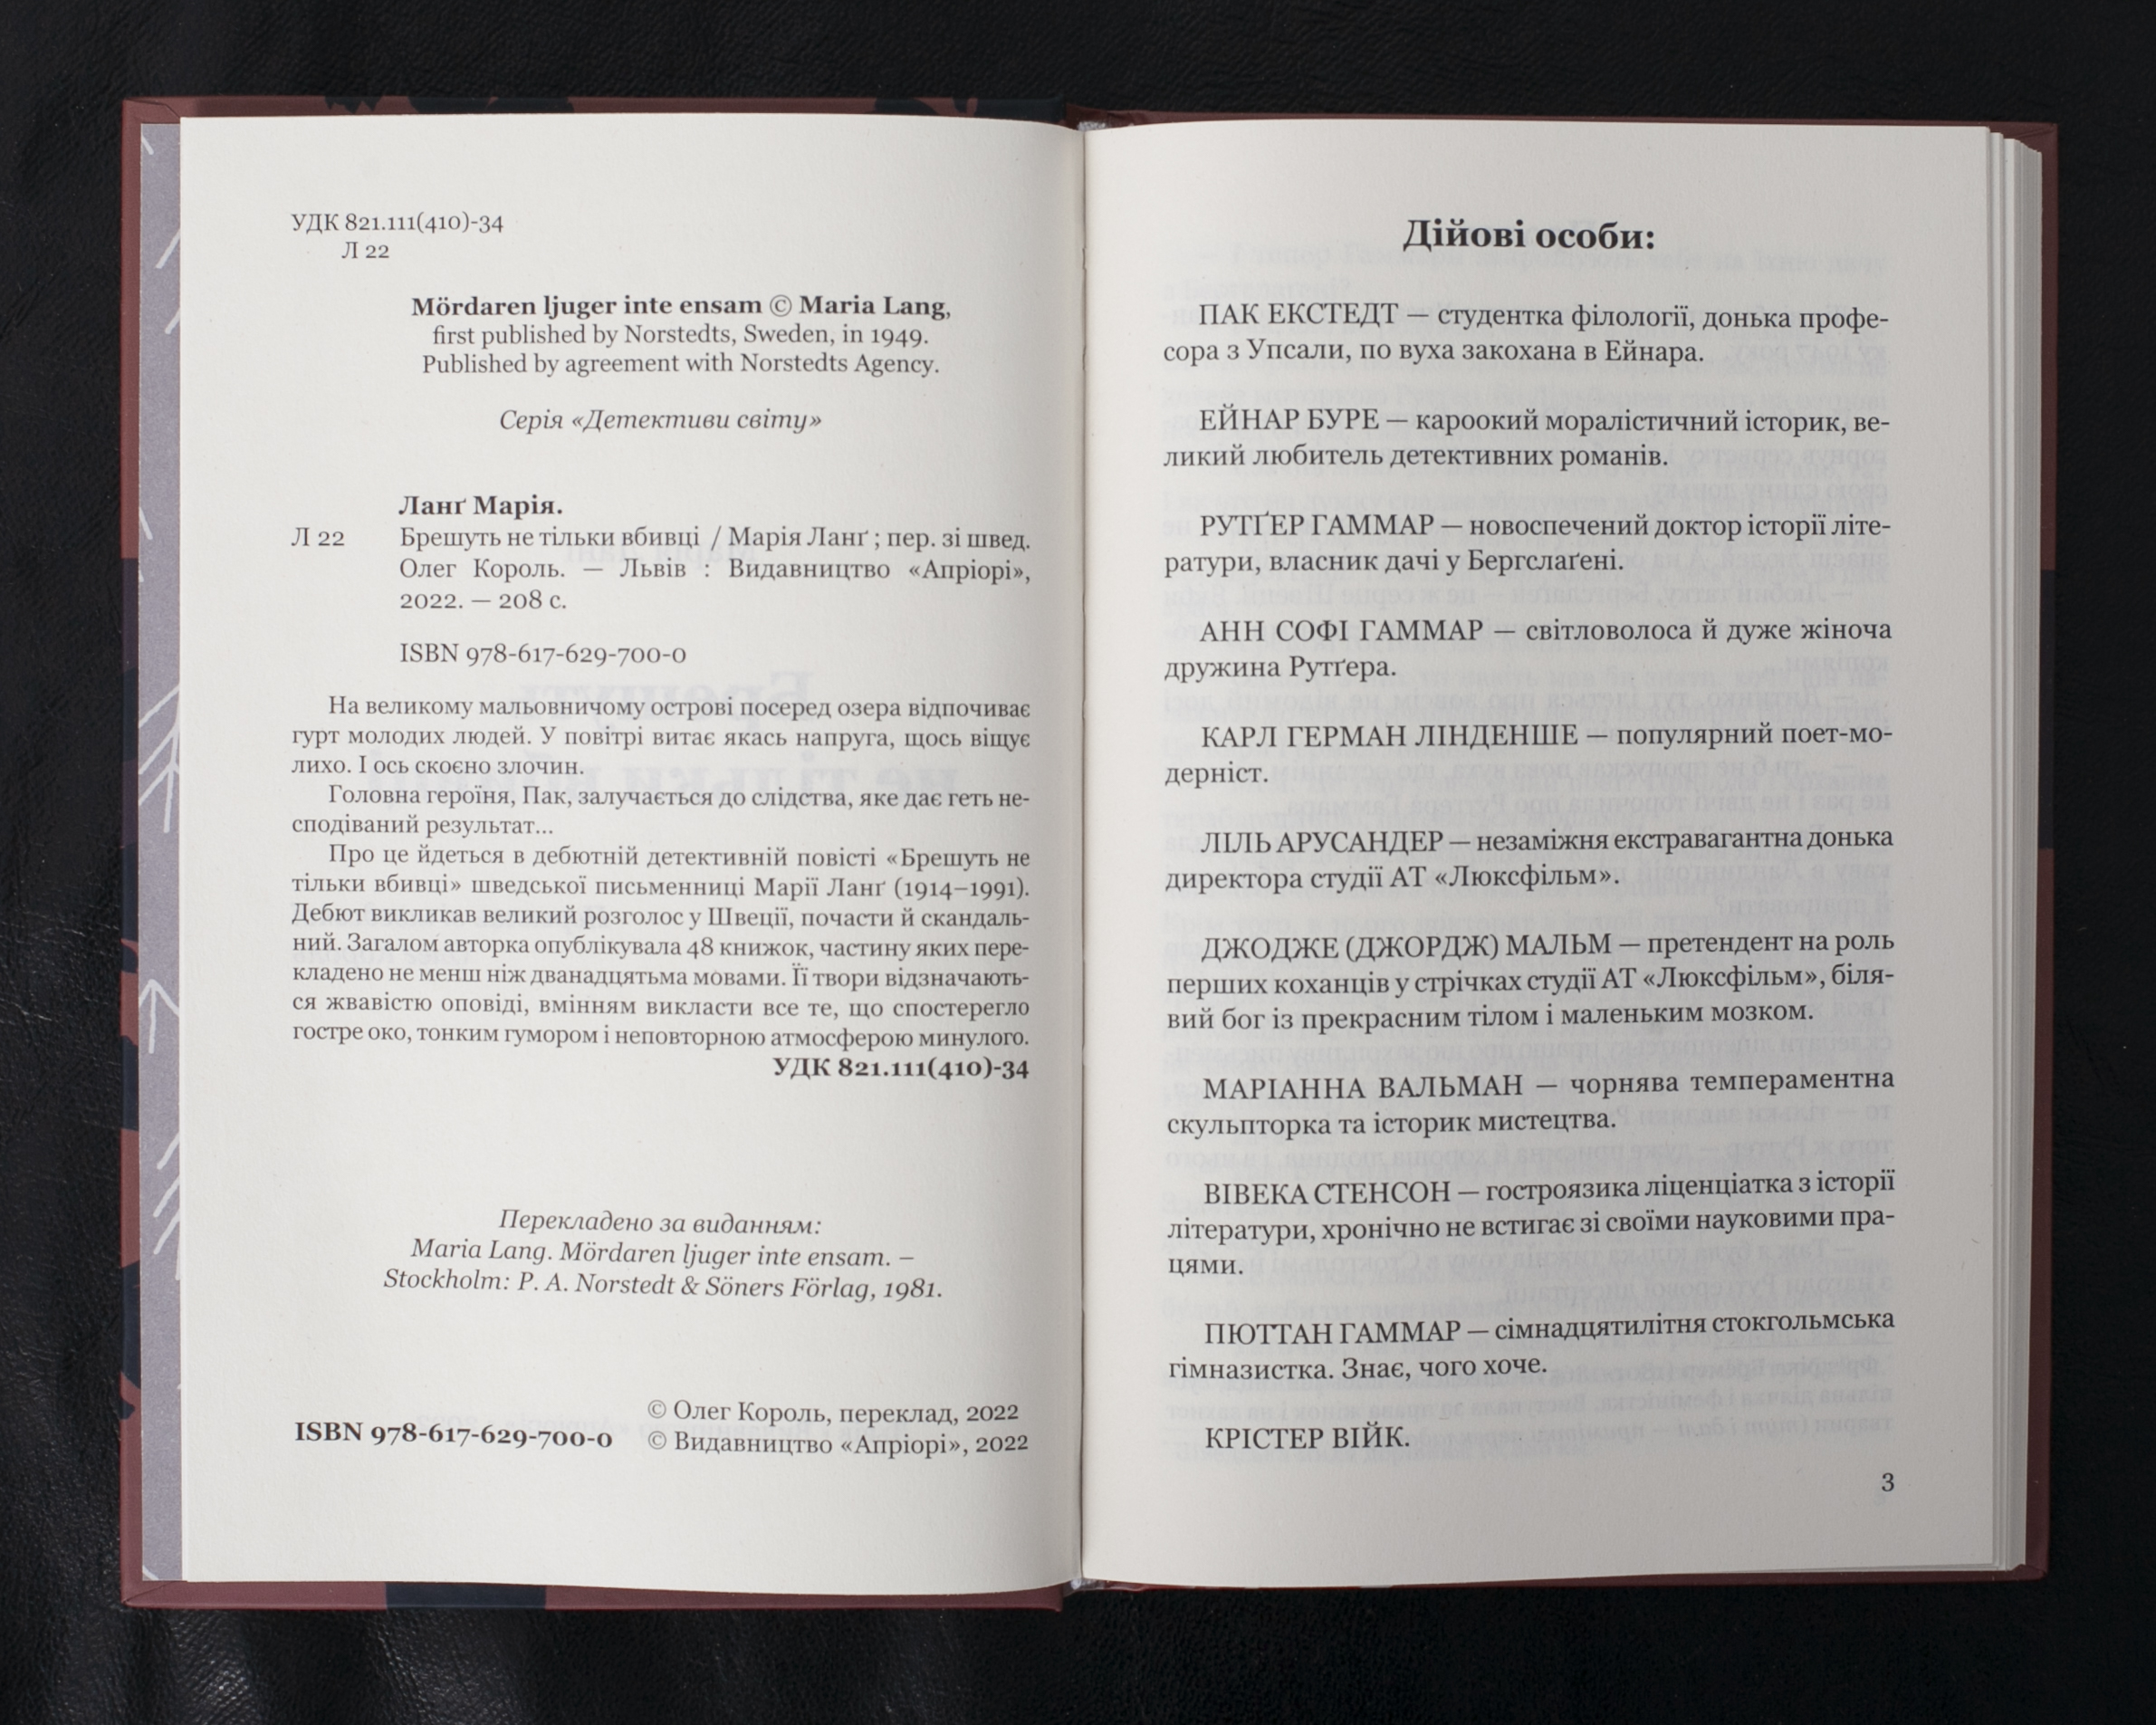 УДК 821.111(410)-34
Л 22
Mördaren ljuger inte ensam © Maria Lang,
first published by Norstedts, Sweden, in 1949.
Published by agreement with Norstedts Agency.
Серія «Детективи світу»
Ланґ Марія.
Л 22 Брешуть не тільки вбивці / Марія Ланґ ; пер. зі швед.
Олег Король. — Львів : Видавництво «Апріорі»,
2022. — 208 с.
ISBN 978-617-629-700-0
На великому мальовничому острові посеред озера відпочиває
гурт молодих людей. У повітрі витає якась напруга, щось віщує
лихо. І ось скоєно злочин.
Головна героїня, Пак, залучається до слідства, яке дає геть не-
сподіваний результат...
Про це йдеться в дебютній детективній повісті «Брешуть не
тільки вбивці» шведської письменниці Марії Ланґ (1914–1991).
Дебют викликав великий розголос у Швеції, почасти й скандаль-
ний. Загалом авторка опублікувала 48 книжок, частину яких пере-
кладено не менш ніж дванадцятьма мовами. Її твори відзначають-
ся жвавістю оповіді, вмінням викласти все те, що спостерегло
гостре око, тонким гумором і неповторною атмосферою минулого.
УДК 821.111(410)-34
Перекладено за виданням:
Maria Lang. Mördaren ljuger inte ensam. –
Stockholm: P. A. Norstedt & Söners Förlag, 1981.
© Олег Король, переклад, 2022
ISBN 978-617-629-700-0 © Видавництво «Апріорі», 2022
Дійові особи:
ПАК ЕКСТЕДТ — студентка філології, донька профе-
сора з Упсали, по вуха закохана в Ейнара.
ЕЙНАР БУРЕ — кароокий моралістичний історик, ве-
ликий любитель детективних романів.
РУТҐЕР ГАММАР — новоспечений доктор історії літе-
ратури, власник дачі у Бергслаґені.
АНН СОФІ ГАММАР — світловолоса й дуже жіноча
дружина Рутґера.
КАРЛ ГЕРМАН ЛІНДЕНШЕ — популярний поет-мо-
дерніст.
ЛІЛЬ АРУСАНДЕР — незаміжня екстравагантна донька
директора студії АТ «Люксфільм».
ДЖОДЖЕ (ДЖОРДЖ) МАЛЬМ — претендент на роль
перших коханців у стрічках студії АТ «Люксфільм», біля-
вий бог із прекрасним тілом і маленьким мозком.
МАРІАННА ВАЛЬМАН — чорнява темпераментна
скульпторка та історик мистецтва.
ВІВЕКА СТЕНСОН — гостроязика ліценціатка з історії
літератури, хронічно не встигає зі своїми науковими пра-
цями.
ПЮТТАН ГАММАР — сімнадцятилітня стокгольмська
гімназистка. Знає, чого хоче.
КРІСТЕР ВІЙК.
3